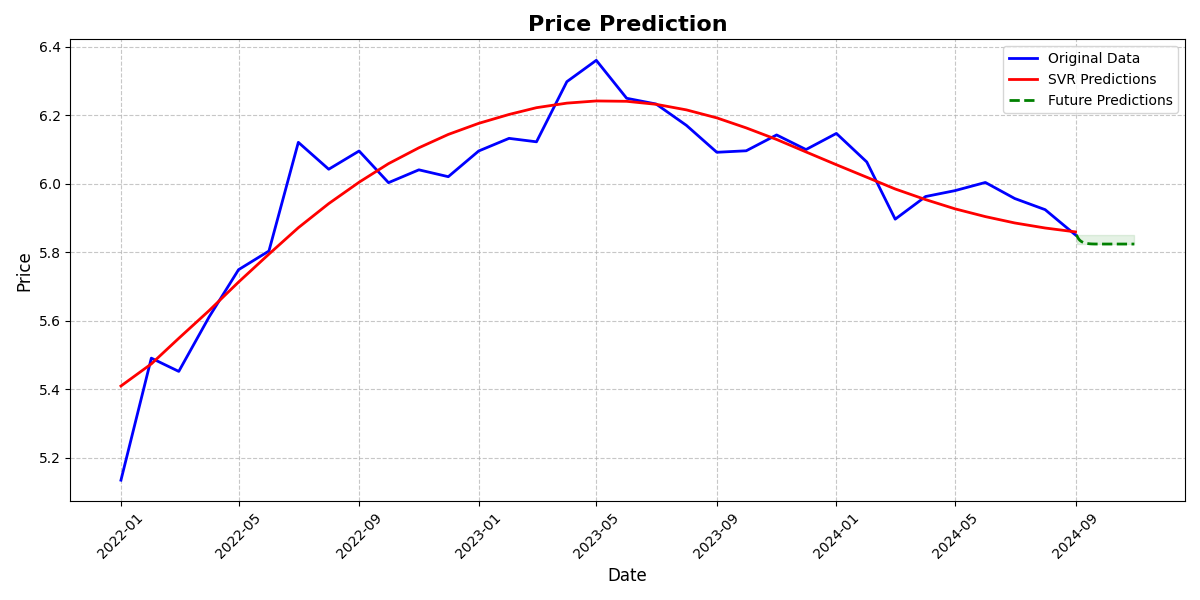 Price Prediction
Original Data
SVR Predictions
Future Predictions
Price
6.4
6.2
6.0
5.8
5.6
5.4
5.2
2022-01
2022-05
2022-09
2023-01
2023-05
2023-09
2024-01
2024-05
2024-09
Date